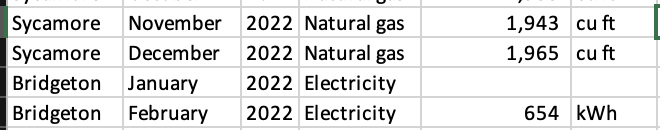 Sycamore November 2022 Natural gas 1,943 cu ft
Sycamore December 2022 Natural gas 1,965 cu ft
Bridgeton January 2022 Electricity
Bridgeton February 2022 Electricity 654 kWh